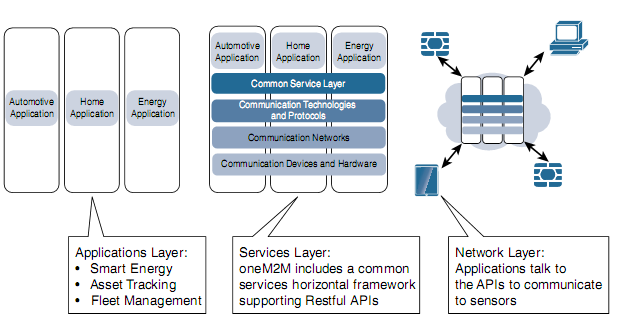 Automotive
Application
Home
Application
Energy
Application
Automotive
Application
Home
Application
Energy
Application
Common Service Layer
Communication Technologies
and Protocols
Communication Networks
Communication Devices and Hardware
Applications Layer:
• Smart Energy
• Asset Tracking
• Fleet Management
Services Layer:
oneM2M includes a common
services horizontal framework
supporting Restful APIs
Network Layer:
Applications talk to
the APIs to communicate
to sensors